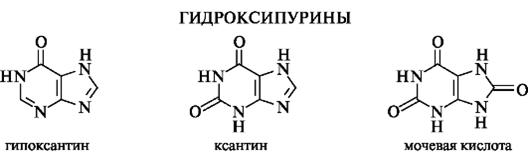 ГИДРОКСИПУРИНЫ
O H O H O H
N N N
HN HN HN
O
O O
N N N N N N
H H H
гипоксантин ксантин мочевая кислота